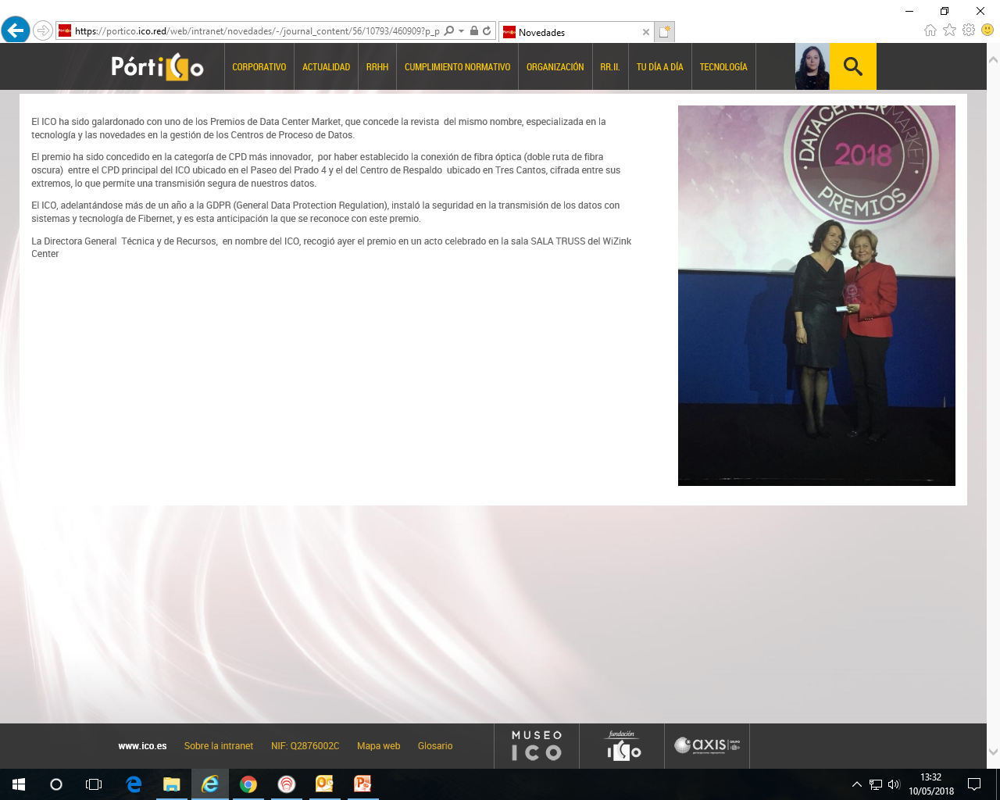 https://portico.ico.red/web/intranet/novedades/-/journal_content/56/10793/460909?p_p
Novedades
PórtiCo
CORPORATIVO
ACTUALIDAD
RRHH
CUMPLIMIENTO NORMATIVO
ORGANIZACIÓN
RR.II.
TU DÍA A DÍA
TECNOLOGÍA
El ICO ha sido galardonado con uno de los Premios de Data Center Market, que concede la revista del mismo nombre, especializada en la
tecnología y las novedades en la gestión de los Centros de Proceso de Datos.
El premio ha sido concedido en la categoría de CPD más innovador, por haber establecido la conexión de fibra óptica (doble ruta de fibra
oscura) entre el CPD principal del ICO ubicado en el Paseo del Prado 4 y el del Centro de Respaldo ubicado en Tres Cantos, cifrada entre sus
extremos, lo que permite una transmisión segura de nuestros datos.
El ICO, adelantándose más de un año a la GDPR (General Data Protection Regulation), instaló la seguridad en la transmisión de los datos con
sistemas y tecnología de Fibernet, y es esta anticipación la que se reconoce con este premio.
La Directora General Técnica y de Recursos, en nombre del ICO, recogió ayer el premio en un acto celebrado en la sala SALA TRUSS del WiZink
Center
DATACENTERMARKET
2018
PREMIOS
www.ico.es
Sobre la intranet
NIF: Q2876002C
Mapa web
Glosario
MUSEO
ICO
fundación
ICO
axis
GRUPO
13:32
10/05/2018